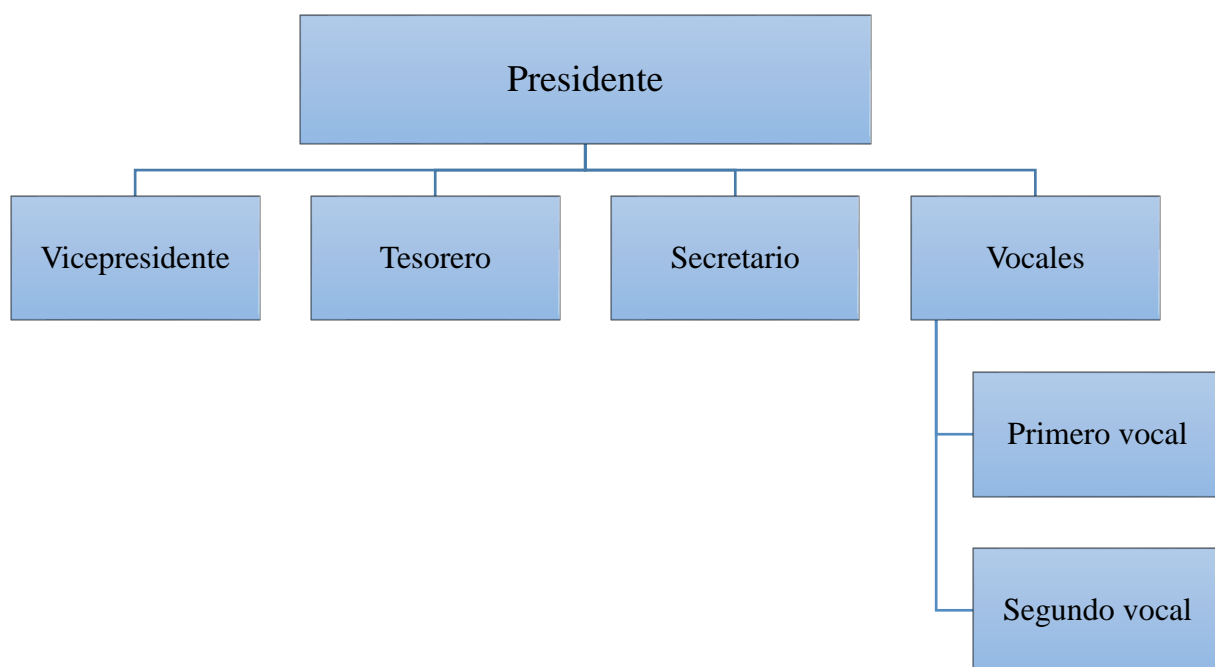 Presidente
Vicepresidente
Tesorero
Secretario
Vocales
Primero vocal
Segundo vocal